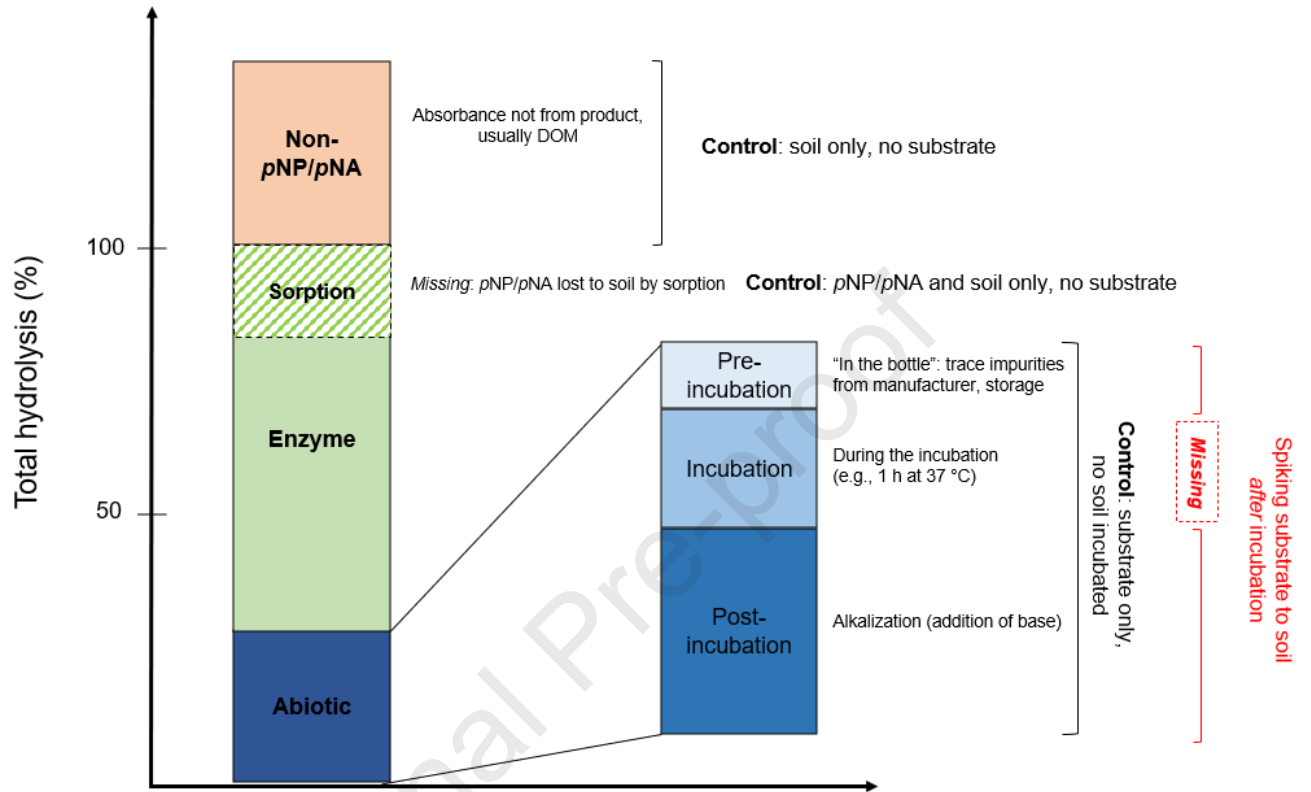 Total hydrolysis (%)
100
50
Non-
pNP/pNA
Sorption
Enzyme
Abiotic
Absorbance not from product,
usually DOM
Control: soil only, no substrate
Missing: pNP/pNA lost to soil by sorption
Control: pNP/pNA and soil only, no substrate
Pre-
incubation
"In the bottle": trace impurities
from manufacturer, storage
Incubation
During the incubation
(e.g., 1 h at 37 °C)
Post-
incubation
Alkalization (addition of base)
Control: substrate only,
no soil incubated
Missing
Spiking substrate to soil
after incubation
nal Pre-proof